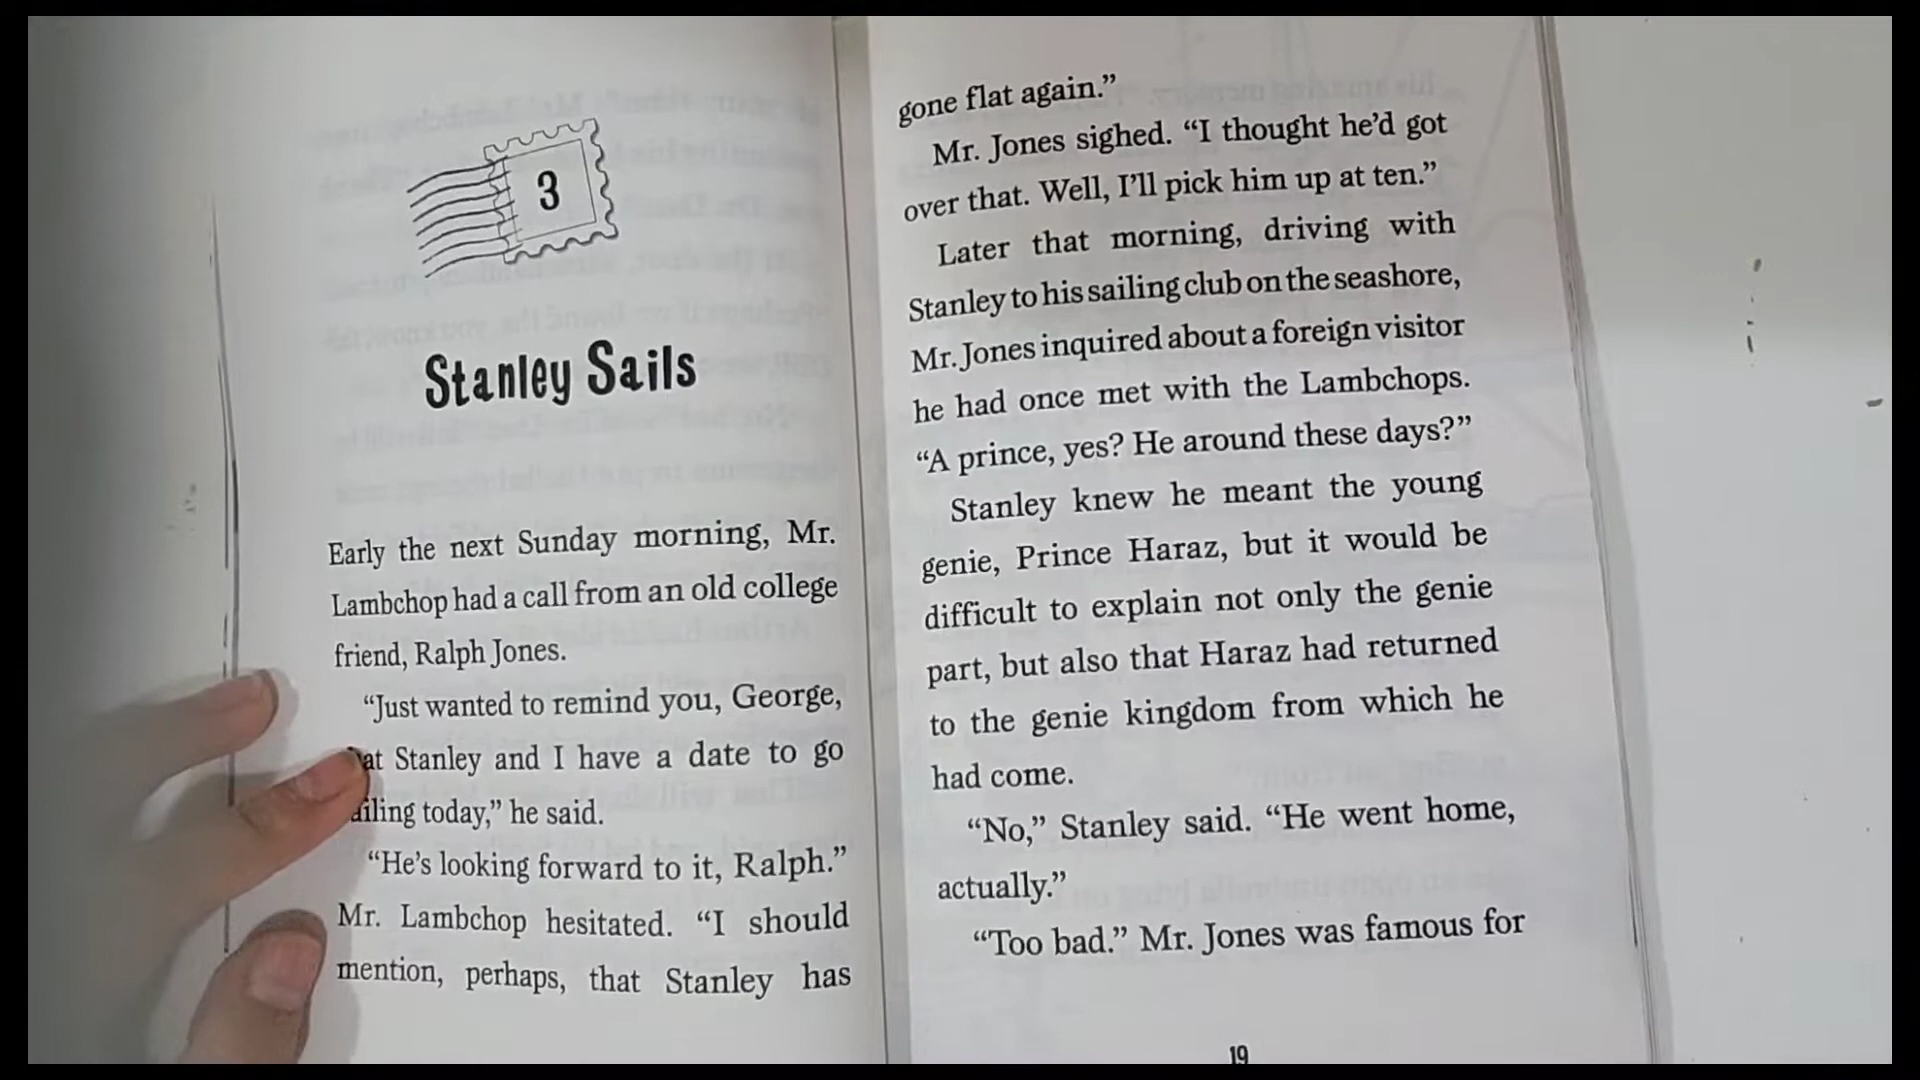 3
Stanley Sails
Early the next Sunday morning, Mr.
Lambchop had a call from an old college
friend, Ralph Jones.
“Just wanted to remind you, George,
at Stanley and I have a date to go
iling today,” he said.
“He’s looking forward to it, Ralph.”
Mr. Lambchop hesitated. “I should
mention, perhaps, that Stanley has
gone flat again.”
Mr. Jones sighed. “I thought he’d got
over that. Well, I’ll pick him up at ten.”
Later that morning, driving with
Stanley to his sailing club on the seashore,
Mr. Jones inquired about a foreign visitor
he had once met with the Lambchops.
“A prince, yes? He around these days?”
Stanley knew he meant the young
genie, Prince Haraz, but it would be
difficult to explain not only the genie
part, but also that Haraz had returned
to the genie kingdom from which he
had come.
“No,” Stanley said. “He went home,
actually.”
“Too bad.” Mr. Jones was famous for
19